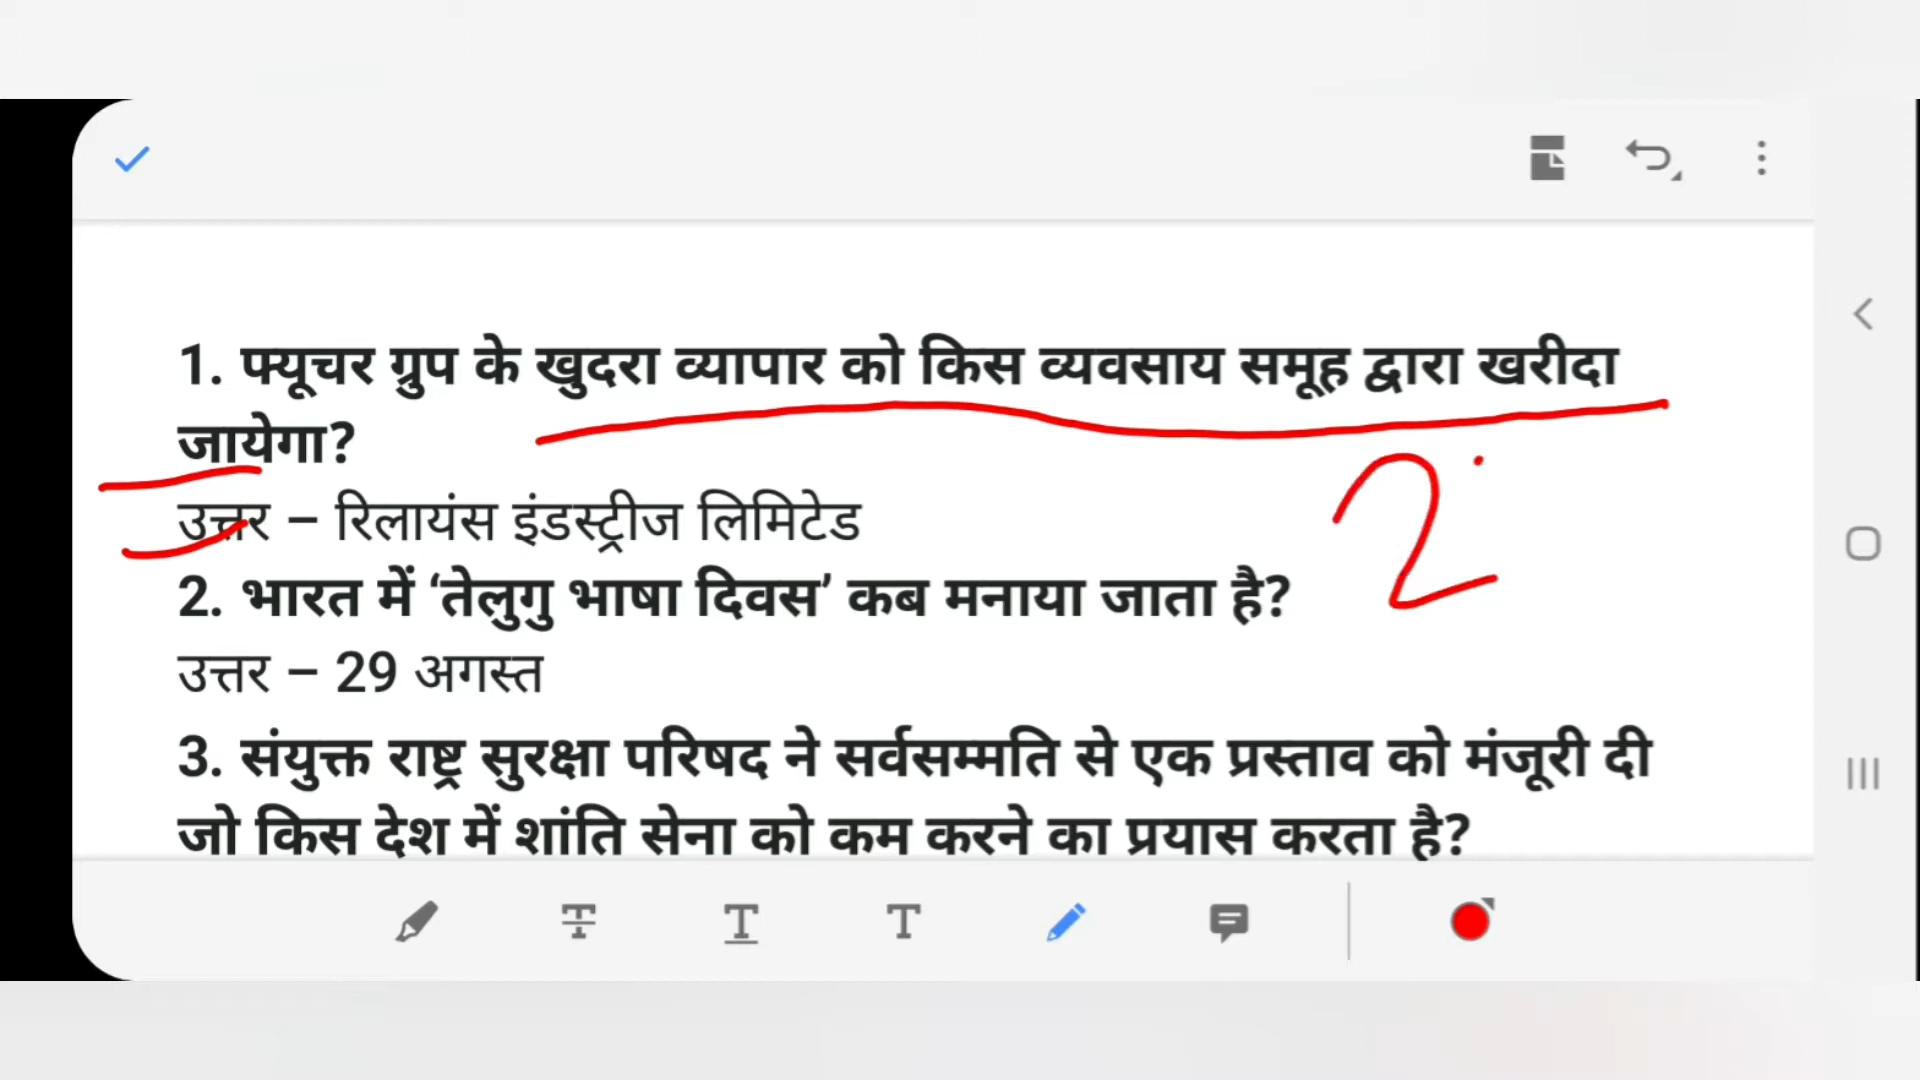 1. फ्यूचर ग्रुप के खुदरा व्यापार को किस व्यवसाय समूह द्वारा खरीदा
जायेगा?
उत्तर – रिलायंस इंडस्ट्रीज लिमिटेड
2
2. भारत में ‘तेलुगु भाषा दिवस’ कब मनाया जाता है?
उत्तर – 29 अगस्त
3. संयुक्त राष्ट्र सुरक्षा परिषद ने सर्वसम्मति से एक प्रस्ताव को मंजूरी दी
जो किस देश में शांति सेना को कम करने का प्रयास करता है?